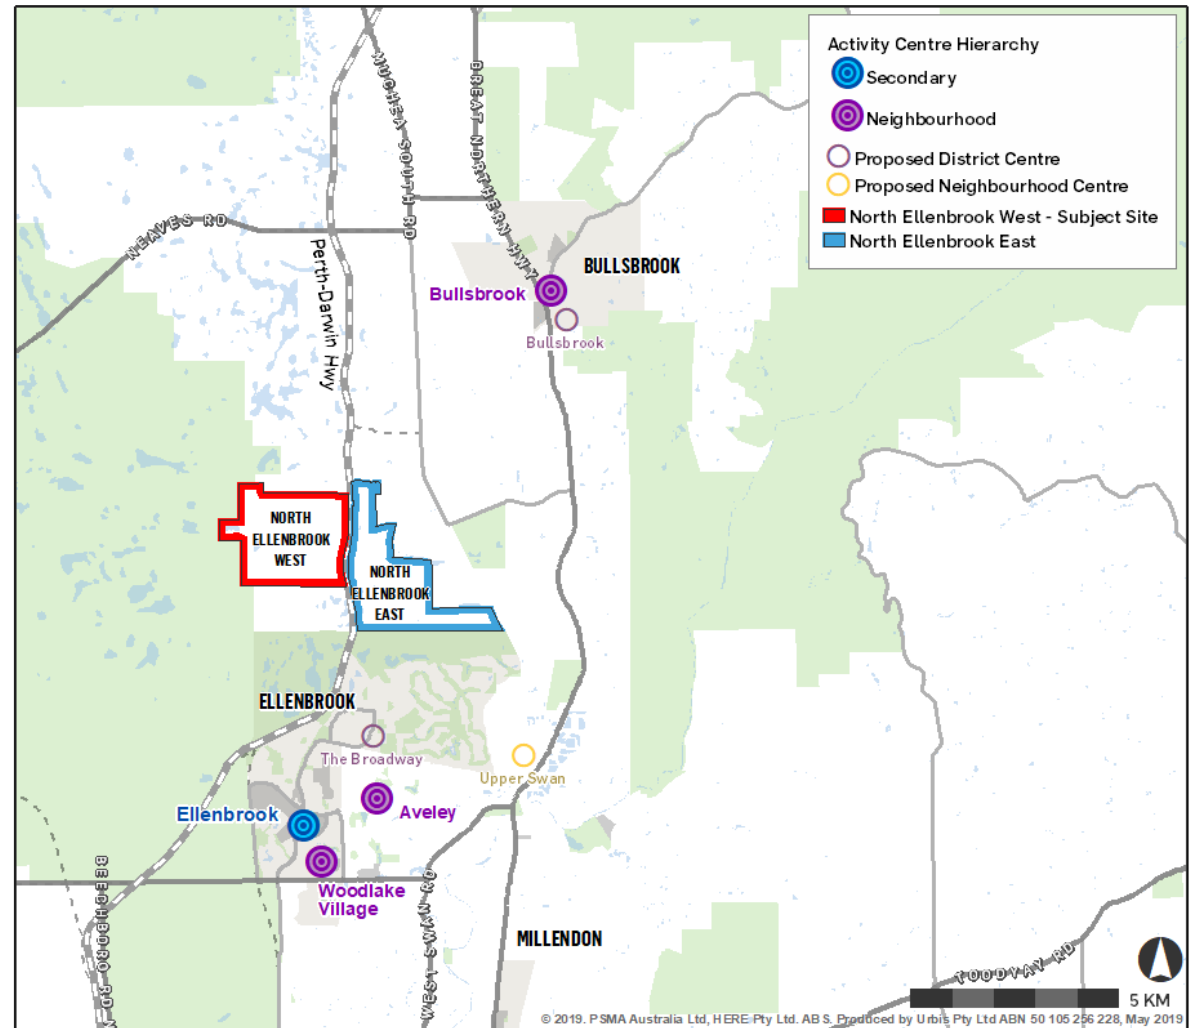 Activity Centre Hierarchy
Secondary
Neighbourhood
Proposed District Centre
Proposed Neighbourhood Centre
North Ellenbrook West - Subject Site
North Ellenbrook East
MUCHEA SOUTH RD
GREAT NORTHERN HWY
NEAVES RD
Perth-Darwin Hwy
BULLSBROOK
Bullsbrook
Bullsbrook
NORTH
ELLENBROOK
WEST
NORTH
ELLENBROOK
EAST
ELLENBROOK
The Broadway
Upper Swan
Ellenbrook
Aveley
Woodlake
Village
BEECHBORO RD N
WEST SWAN RD
MILLENDON
TOODYAY RD
5 KM
© 2019. PSMA Australia Ltd, HERE Pty Ltd. ABS. Produced by Urbis Pty Ltd ABN 50 105 256 228, May 2019